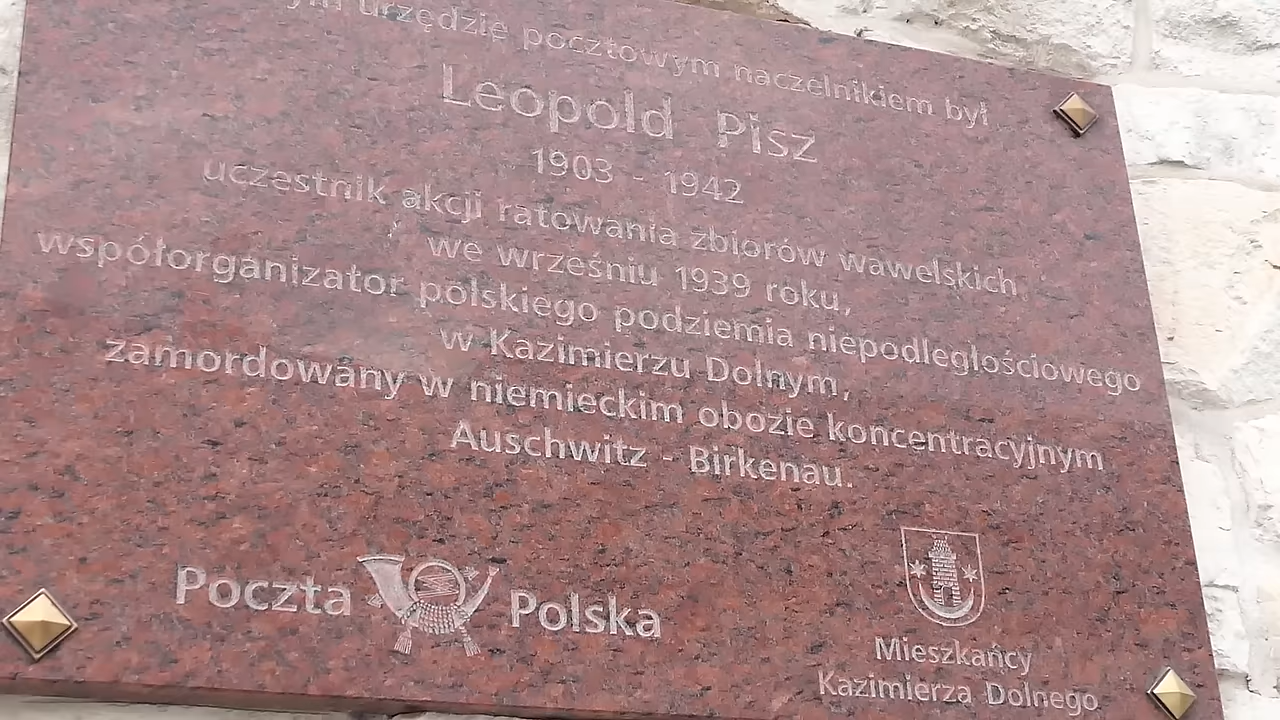 urzędzie pocztowym naczelnikiem był
Leopold Pisz
1903 - 1942
uczestnik akcji ratowania zbiorów wawelskich
we wrześniu 1939 roku,
współorganizator polskiego podziemia niepodległościowego
w Kazimierzu Dolnym,
zamordowany w niemieckim obozie koncentracyjnym
Auschwitz - Birkenau.
Poczta Polska
Mieszkańcy
Kazimierza Dolnego